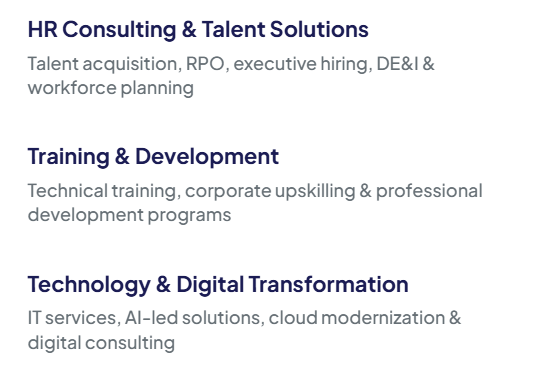 HR Consulting & Talent Solutions
Talent acquisition, RPO, executive hiring, DE&I &
workforce planning
Training & Development
Technical training, corporate upskilling & professional
development programs
Technology & Digital Transformation
IT services, AI-led solutions, cloud modernization &
digital consulting